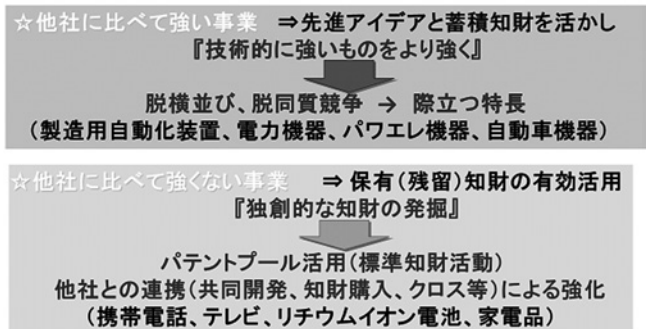 ☆他社に比べて強い事業 ⇒先進アイデアと蓄積知財を活かし
『技術的に強いものをより強く』
脱横並び、脱同質競争 → 際立つ特長
(製造用自動化装置、電力機器、パワエレ機器、自動車機器)
☆他社に比べて強くない事業 ⇒ 保有(残留)知財の有効活用
『独創的な知財の発掘』
パテントプール活用(標準知財活動)
他社との連携(共同開発、知財購入、クロス等)による強化
(携帯電話、テレビ、リチウムイオン電池、家電品)